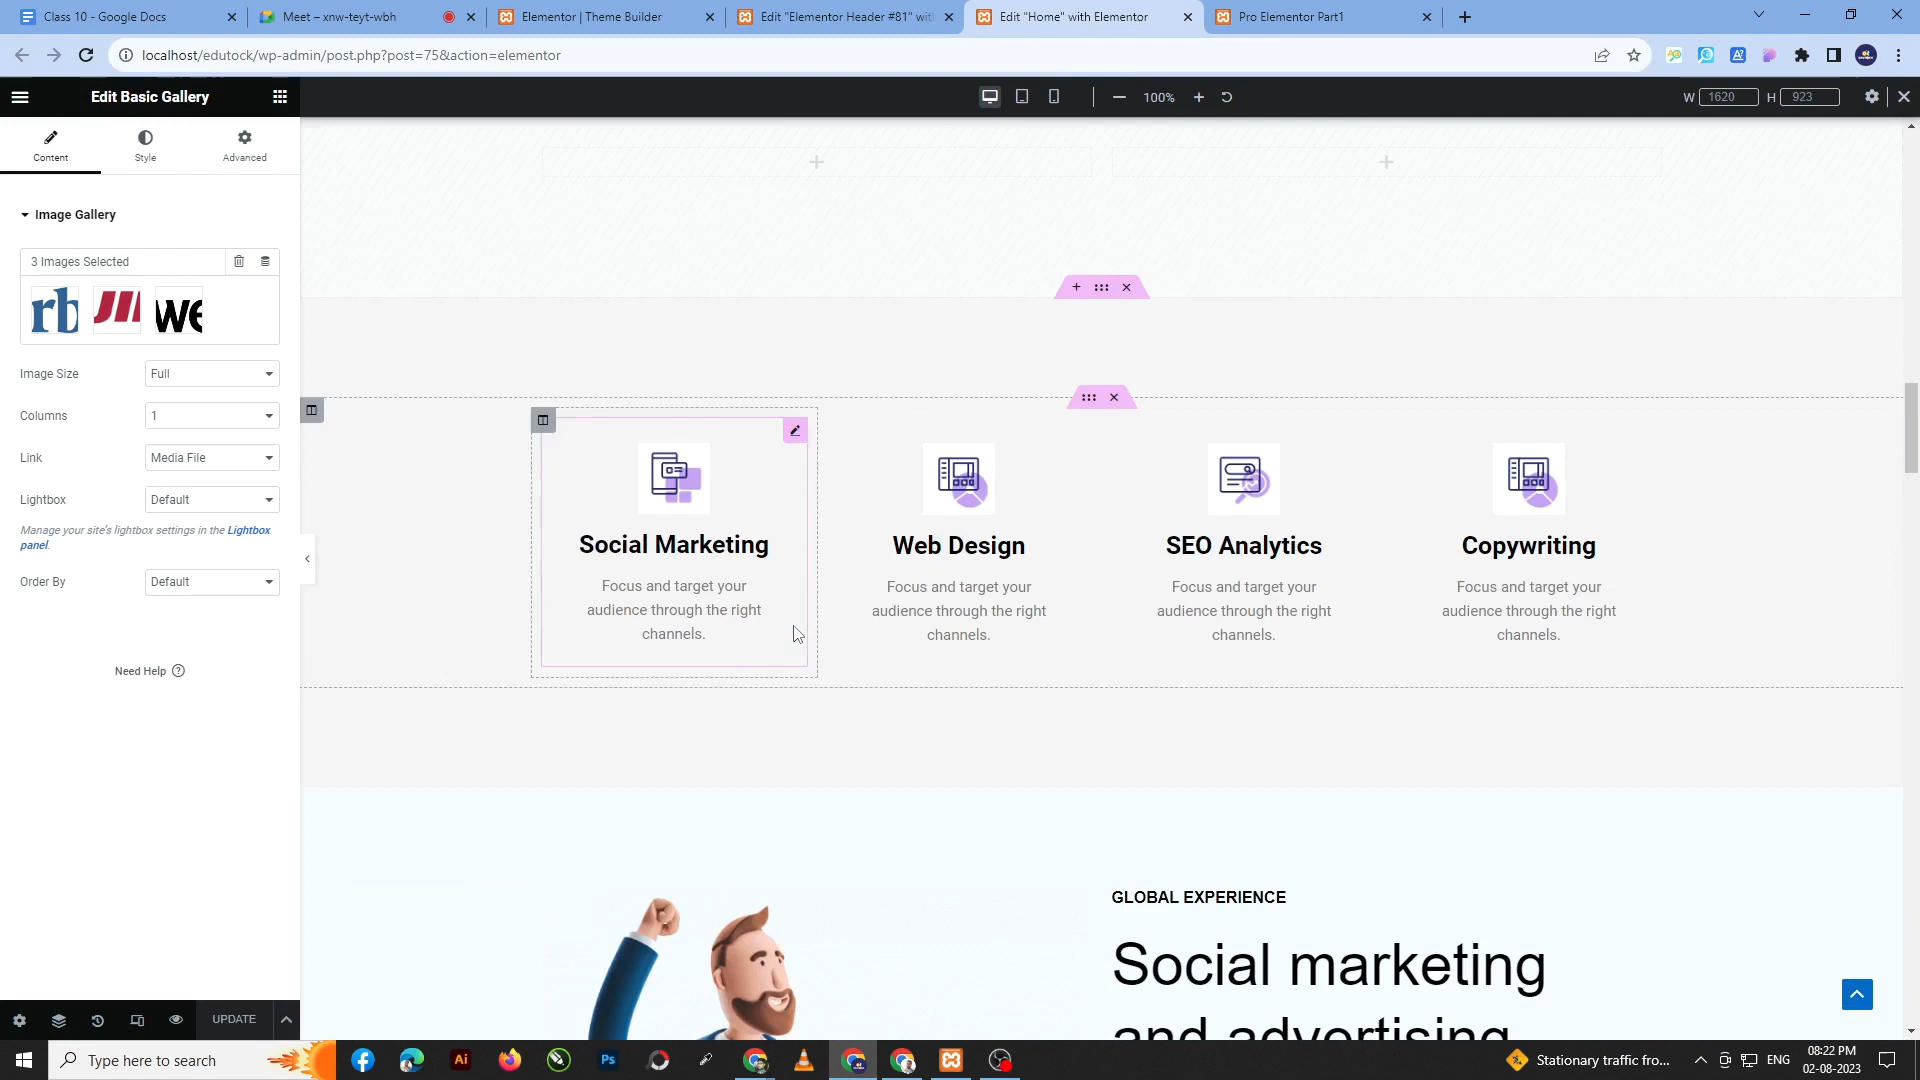 Class 10 - Google Docs
Meet – xnw-teyt-wbh
Elementor | Theme Builder
Edit "Elementor Header #81" wit
Edit "Home" with Elementor
Pro Elementor Part1
localhost/edutock/wp-admin/post.php?post=75&action=elementor
Edit Basic Gallery
100%
W 1620 H 923
Content
Style
Advanced
Image Gallery
3 Images Selected
rb
we
Image Size
Full
Columns
1
Link
Media File
Lightbox
Default
Manage your site's lightbox settings in the Lightbox
panel.
Order By
Default
Need Help
UPDATE
Social Marketing
Focus and target your
audience through the right
channels.
Web Design
Focus and target your
audience through the right
channels.
SEO Analytics
Focus and target your
audience through the right
channels.
Copywriting
Focus and target your
audience through the right
channels.
GLOBAL EXPERIENCE
Social marketing
and advertising
Type here to search
Ai
Ps
Stationary traffic fro...
ENG
08:22 PM
02-08-2023